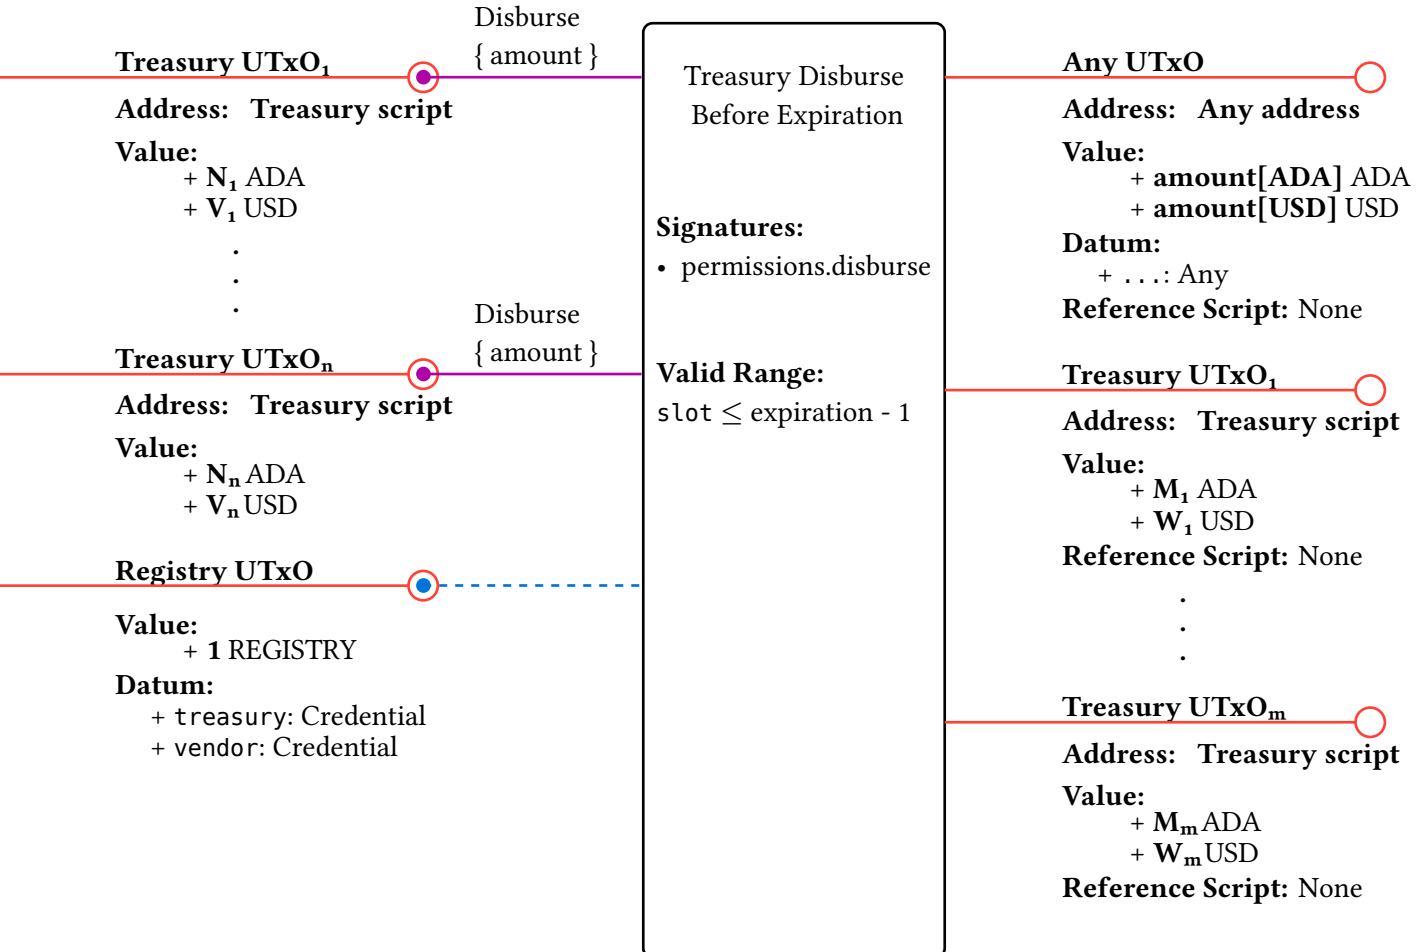 Treasury UTxO₁
Address: Treasury script
Value:
+ N₁ ADA
+ V₁ USD
.
.
.
Treasury UTxOₙ
Address: Treasury script
Value:
+ Nₙ ADA
+ Vₙ USD
Registry UTxO
Value:
+ 1 REGISTRY
Datum:
+ treasury: Credential
+ vendor: Credential
Disburse
{ amount }
Disburse
{ amount }
Treasury Disburse
Before Expiration
Signatures:
• permissions.disburse
Valid Range:
slot ≤ expiration - 1
Any UTxO
Address: Any address
Value:
+ amount[ADA] ADA
+ amount[USD] USD
Datum:
+ ...: Any
Reference Script: None
Treasury UTxO₁
Address: Treasury script
Value:
+ M₁ ADA
+ W₁ USD
Reference Script: None
.
.
.
Treasury UTxOₘ
Address: Treasury script
Value:
+ Mₘ ADA
+ Wₘ USD
Reference Script: None